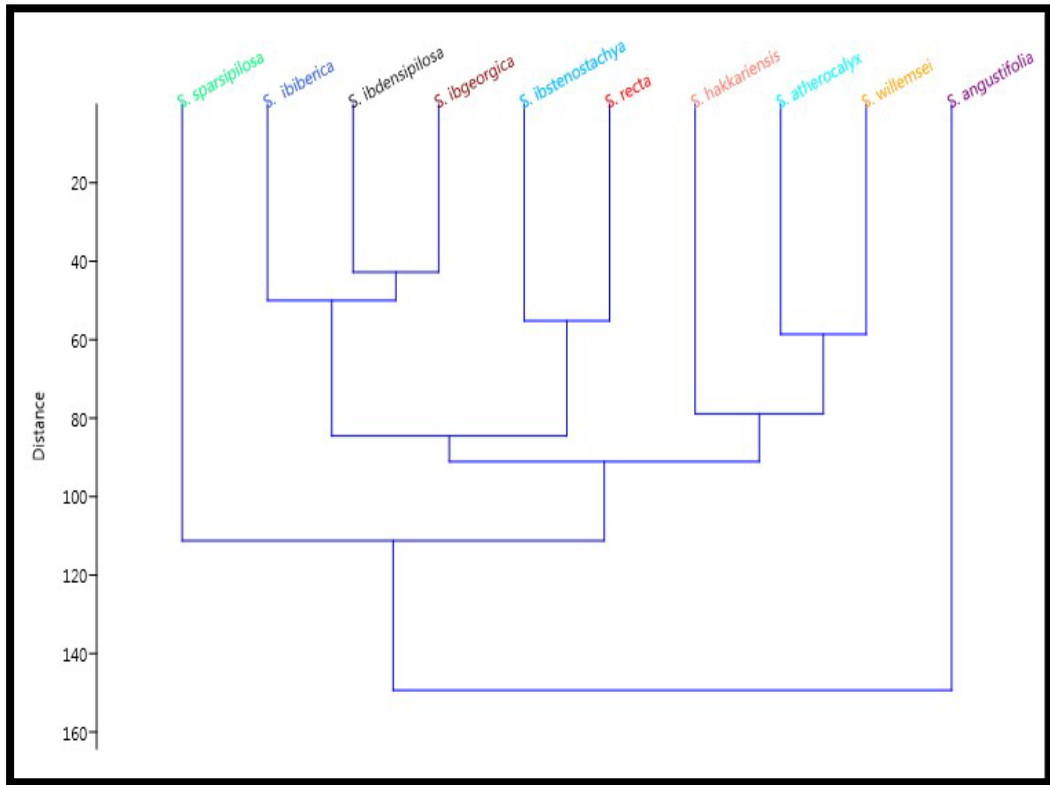 S. sparsipilosa
S. ibiberica
S. ibdensipilosa
S. ibgeorgica
S. ibstenostachya
S. recta
S. hakkariensis
S. atherocalyx
S. willemsei
S. angustifolia
20
40
60
80
100
120
140
160
Distance